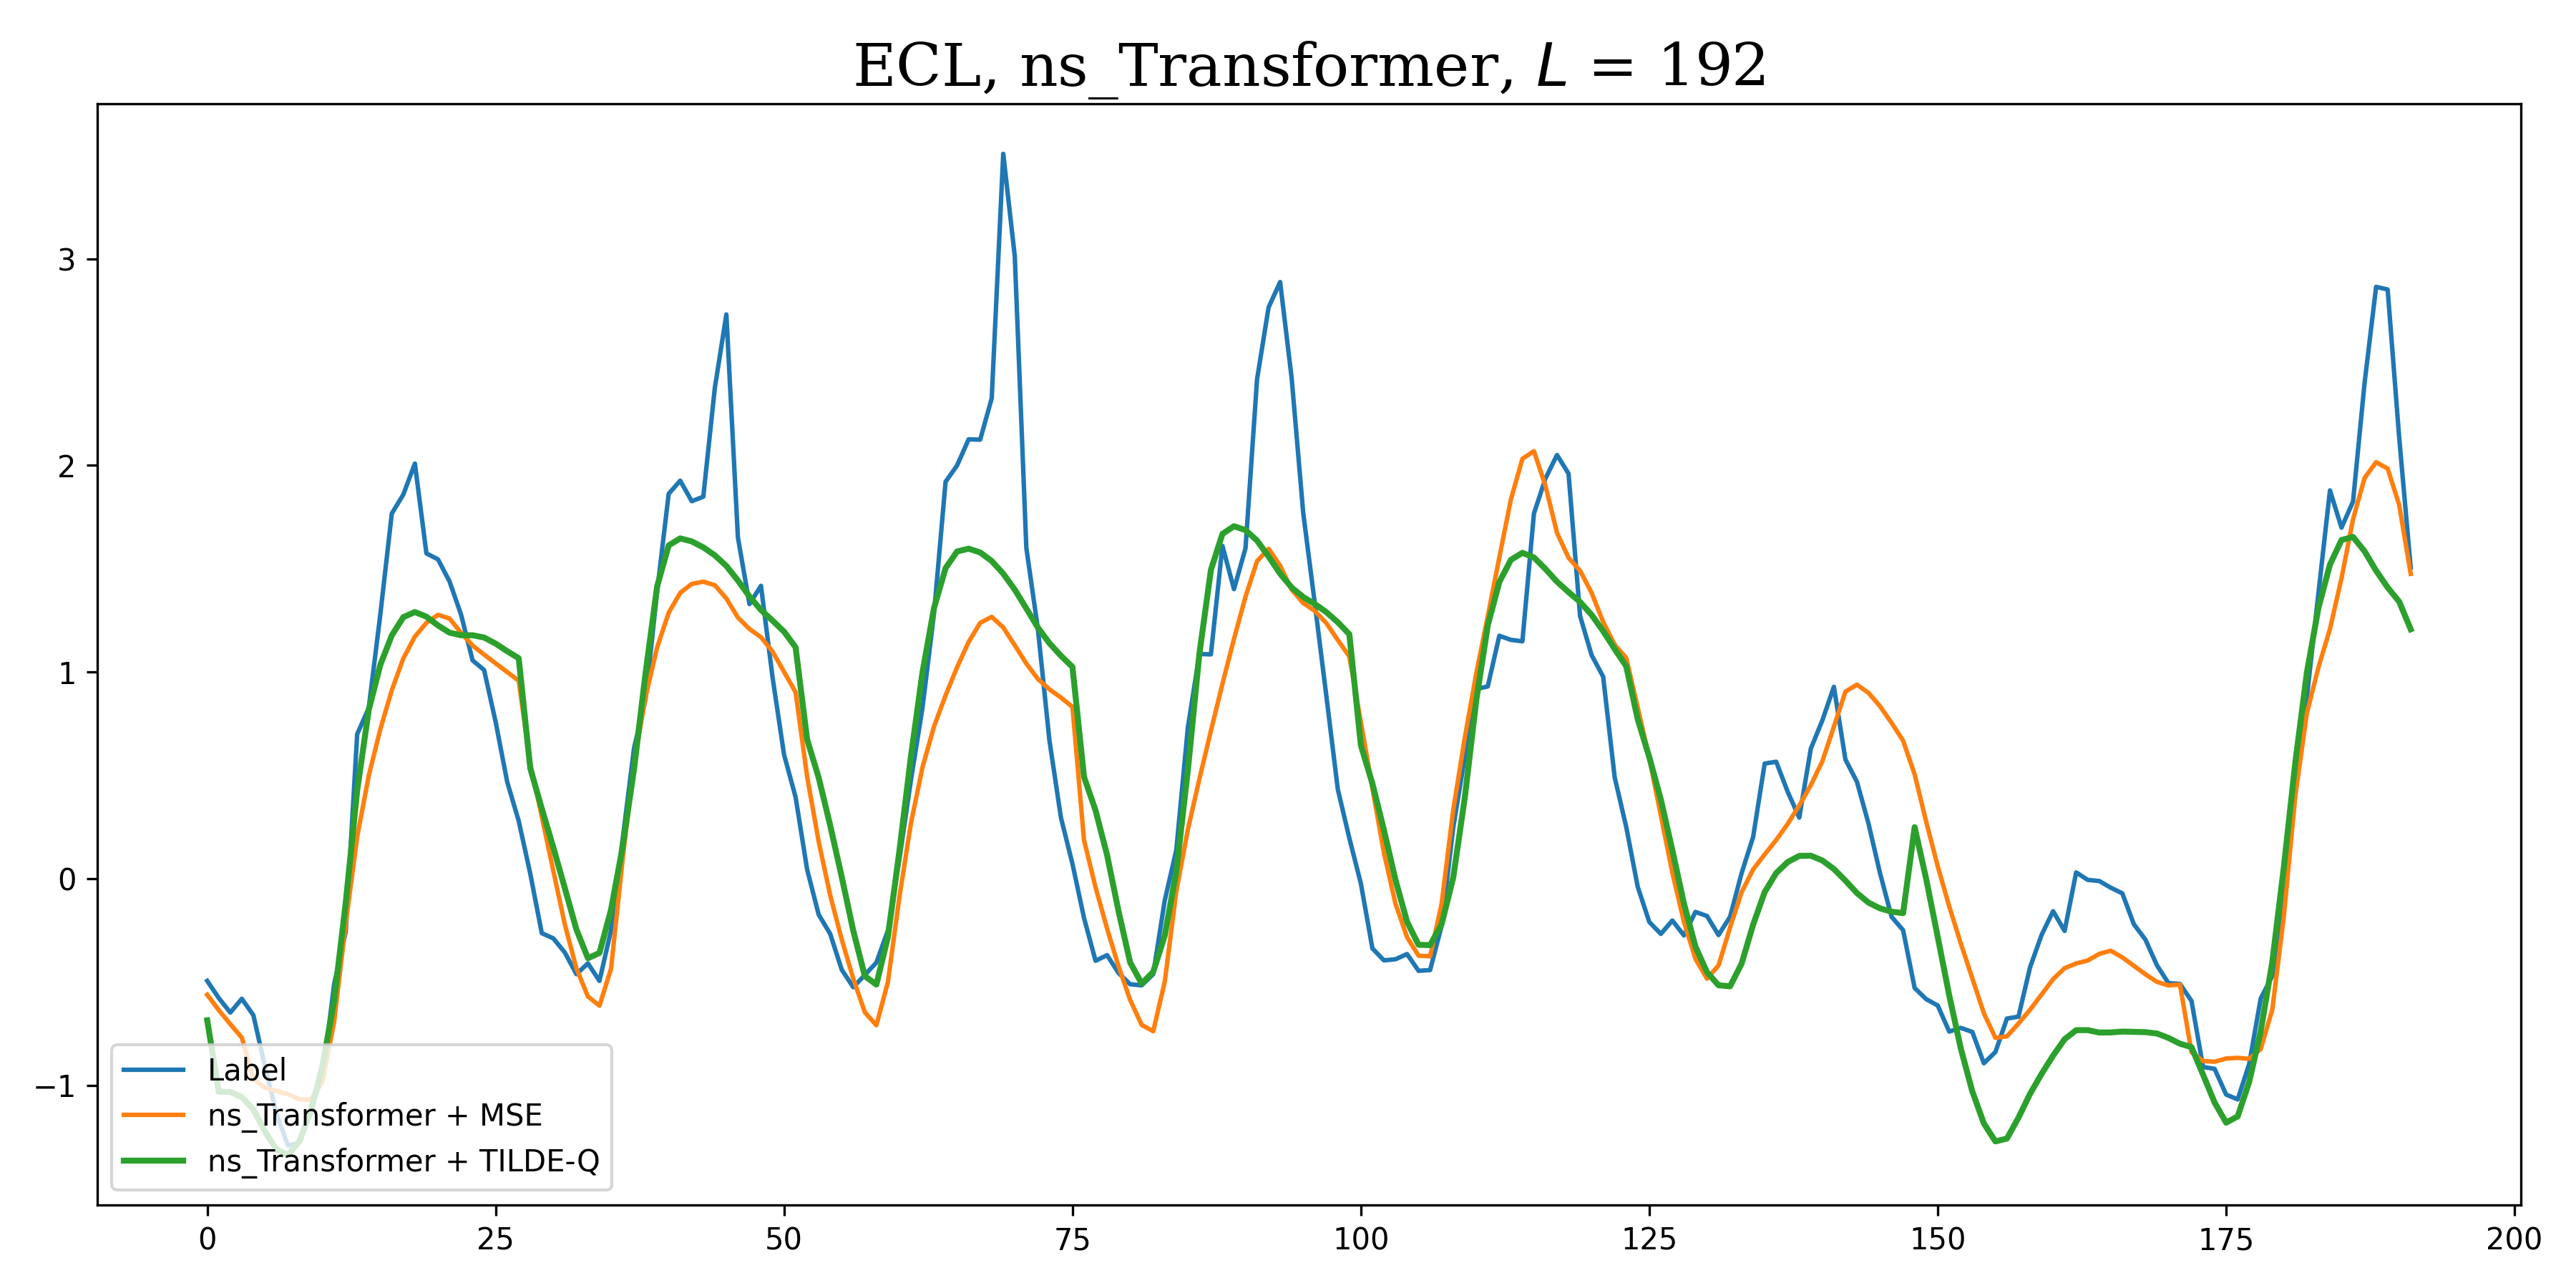 ECL, ns_Transformer, L = 192
3
2
1
0
−1
Label
ns_Transformer + MSE
ns_Transformer + TILDE-Q
0 25 50 75 100 125 150 175 200